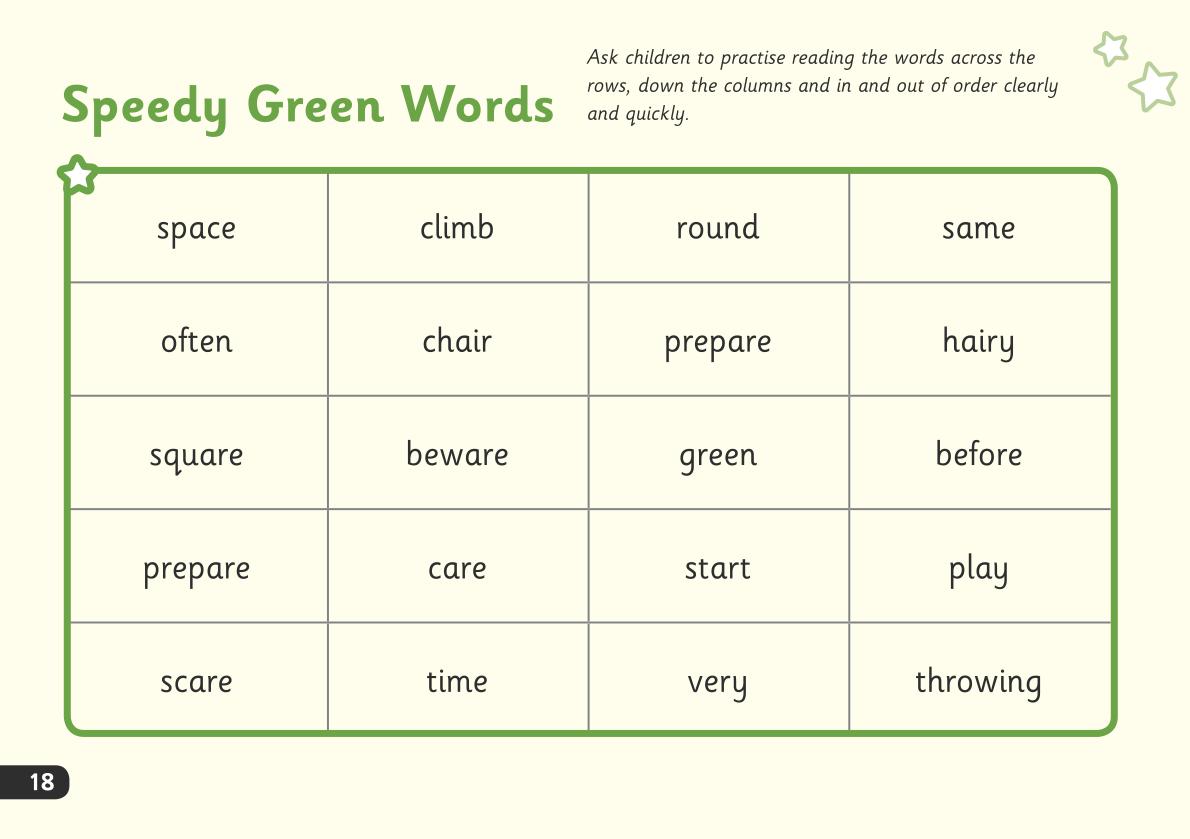 Speedy Green Words
Ask children to practise reading the words across the
rows, down the columns and in and out of order clearly
and quickly.
space climb round same
often chair prepare hairy
square beware green before
prepare care start play
scare time very throwing
18